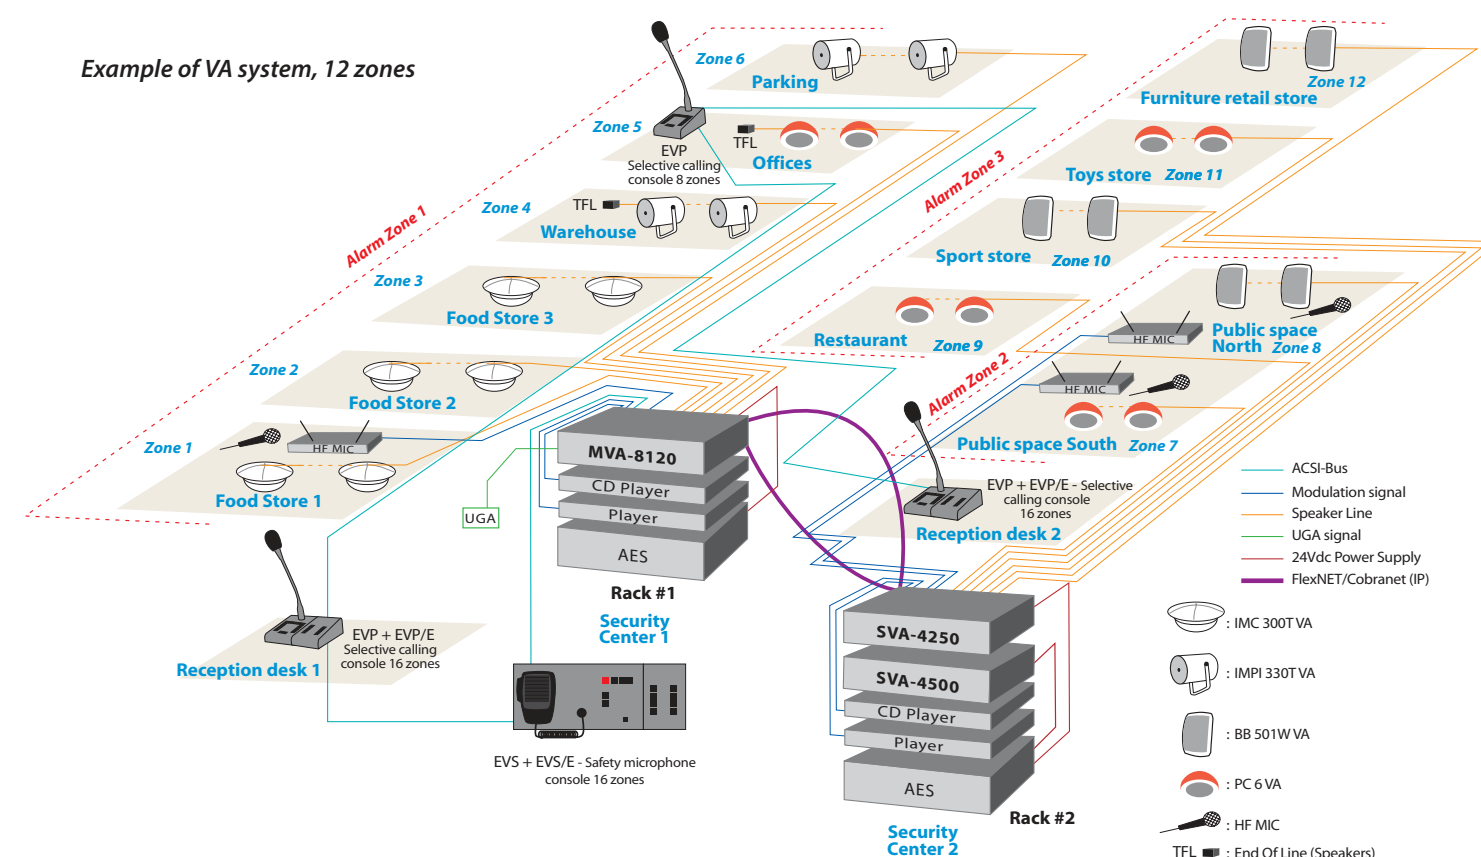 Example of VA system, 12 zones
Zone 6
Parking
Zone 5
EVP
Selective calling
console 8 zones
TFL
Offices
Zone 4
TFL
Warehouse
Alarm Zone 1
Zone 3
Food Store 3
Zone 2
Food Store 2
Zone 1
HF MIC
Food Store 1
Zone 12
Furniture retail store
Toys store
Zone 11
Alarm Zone 3
Sport store
Zone 10
Restaurant
Zone 9
Public space
North
Zone 8
HF MIC
Alarm Zone 2
HF MIC
Public space South
Zone 7
EVP + EVP/E - Selective
calling console
16 zones
Reception desk 2
MVA-8120
CD Player
Player
AES
UGA
Rack #1
Security
Center 1
EVP + EVP/E
Selective calling
console 16 zones
Reception desk 1
EVS + EVS/E - Safety microphone
console 16 zones
SVA-4250
SVA-4500
CD Player
Player
AES
Rack #2
Security
Center 2
ACSI-Bus
Modulation signal
Speaker Line
UGA signal
24Vdc Power Supply
FlexNET/Cobranet (IP)
: IMC 300T VA
: IMPI 330T VA
: BB 501W VA
: PC 6 VA
: HF MIC
TFL : End Of Line (Speakers)